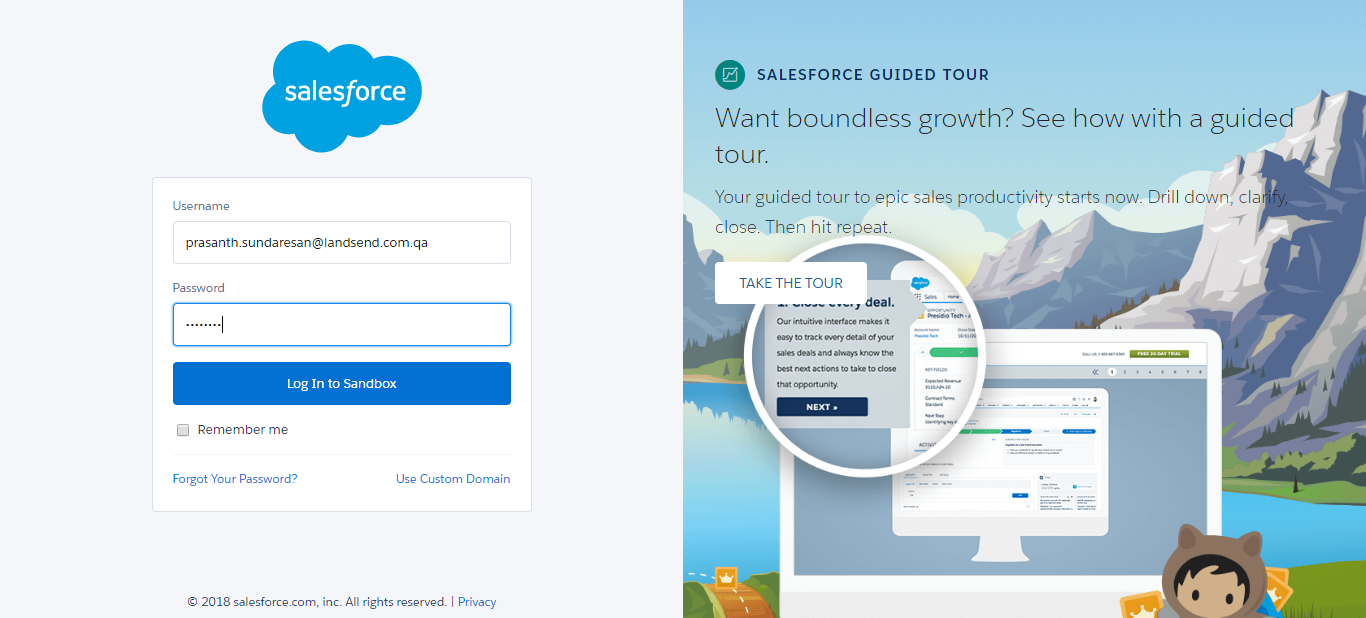 salesforce
Username
prasanth.sundaresan@landsend.com.qa
Password
Log In to Sandbox
Remember me
Forgot Your Password?
Use Custom Domain
© 2018 salesforce.com, inc. All rights reserved. | Privacy
SALESFORCE GUIDED TOUR
Want boundless growth? See how with a guided
tour.
Your guided tour to epic sales productivity starts now. Drill down, clarify,
close. Then hit repeat.
TAKE THE TOUR
1. Close every deal.
Our intuitive interface makes it
easy to track every detail of your
sales deals and always know the
best next actions to take to close
that opportunity.
NEXT »
salesforce
Sales Home
OPPORTUNITY
Presidio Tech - A
Account Name
Presidio Tech
KEY FIELDS
Expected Revenue
Contract Terms
Standard
Next Step
FREE 30-DAY TRIAL
1 2 3 4 5 6 7 8